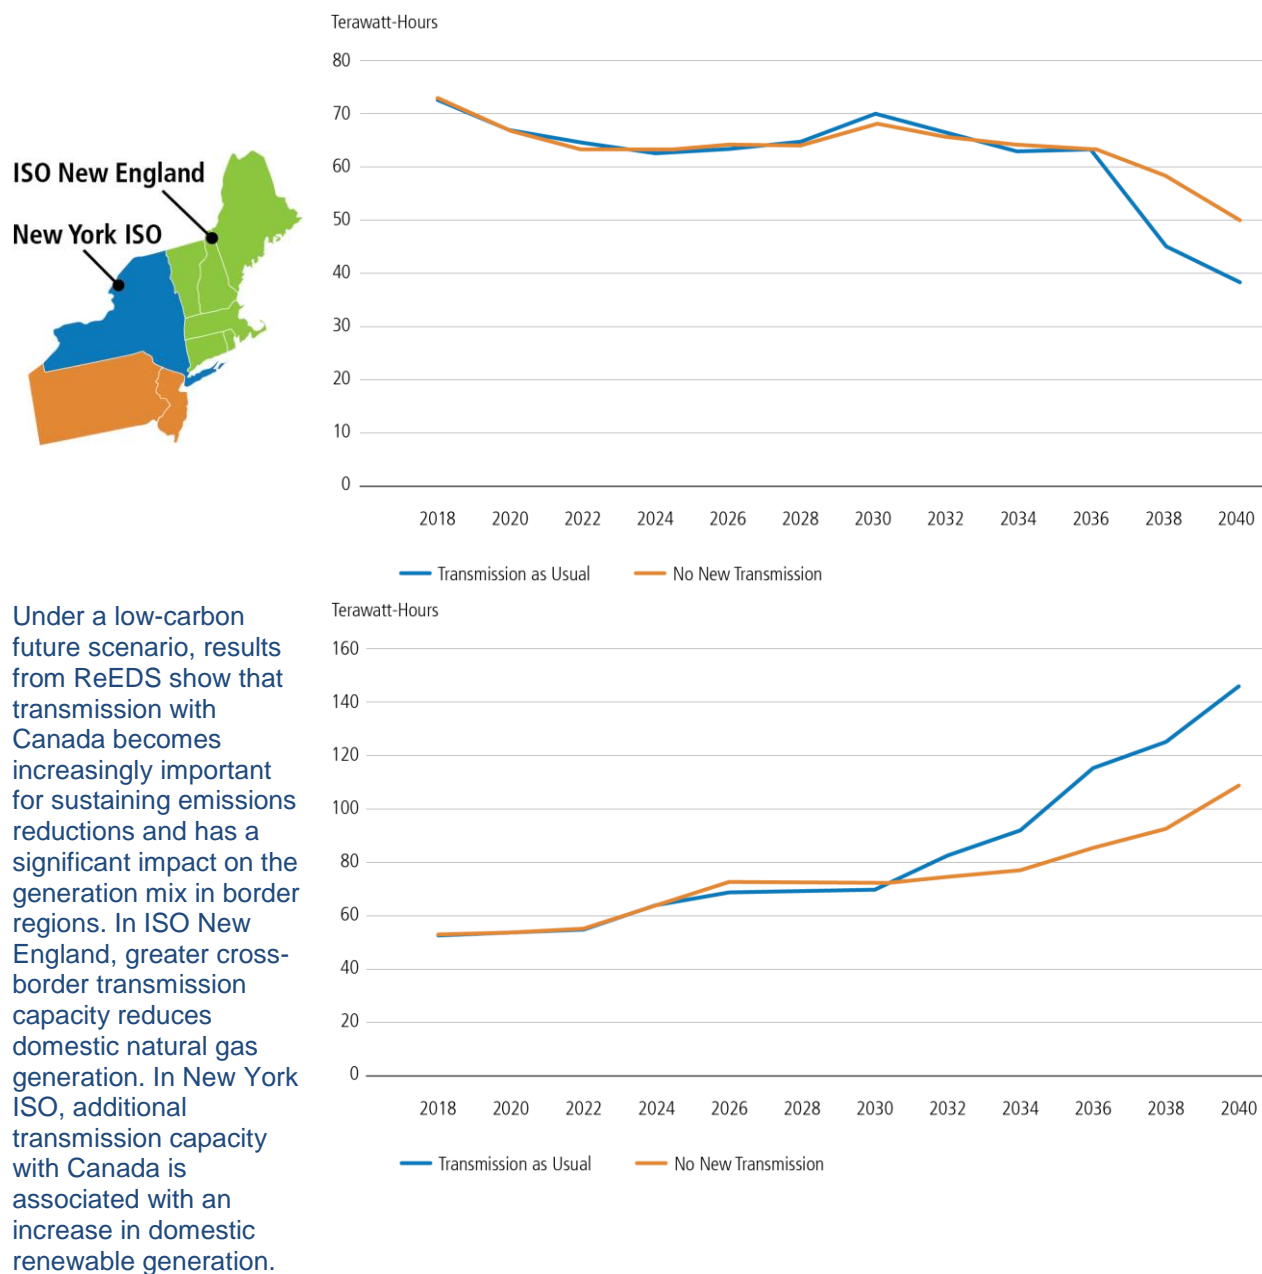 Terawatt-Hours
80
70
60
50
40
30
20
10
0
2018 2020 2022 2024 2026 2028 2030 2032 2034 2036 2038 2040
Transmission as Usual No New Transmission
ISO New England
New York ISO
Under a low-carbon
future scenario, results
from ReEDS show that
transmission with
Canada becomes
increasingly important
for sustaining emissions
reductions and has a
significant impact on the
generation mix in border
regions. In ISO New
England, greater cross-
border transmission
capacity reduces
domestic natural gas
generation. In New York
ISO, additional
transmission capacity
with Canada is
associated with an
increase in domestic
renewable generation.
Terawatt-Hours
160
140
120
100
80
60
40
20
0
2018 2020 2022 2024 2026 2028 2030 2032 2034 2036 2038 2040
Transmission as Usual No New Transmission